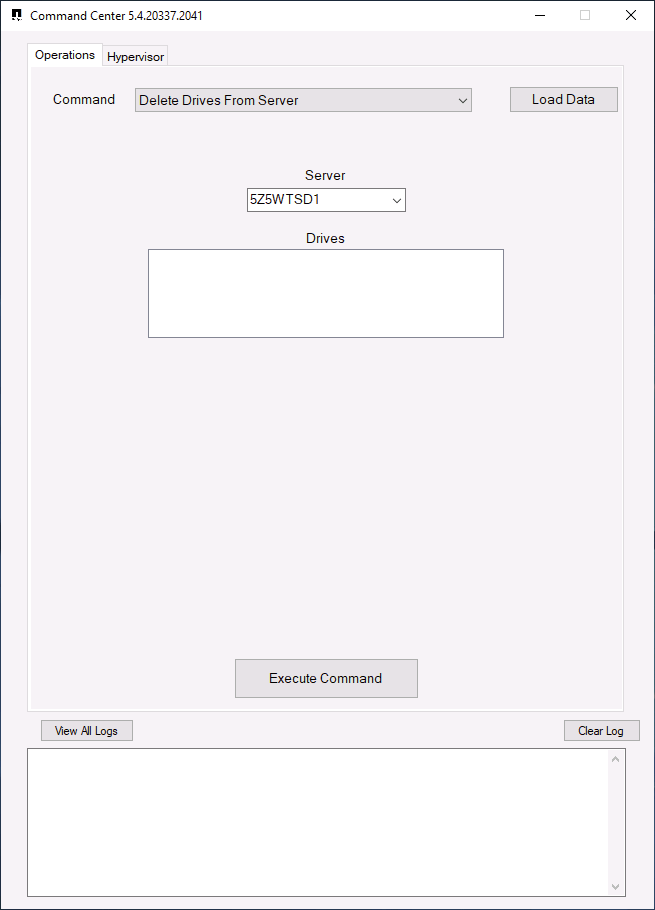 Command Center 5.4.20337.2041
Operations
Hypervisor
Command
Delete Drives From Server
Load Data
Server
5Z5WTSD1
Drives
Execute Command
View All Logs
Clear Log